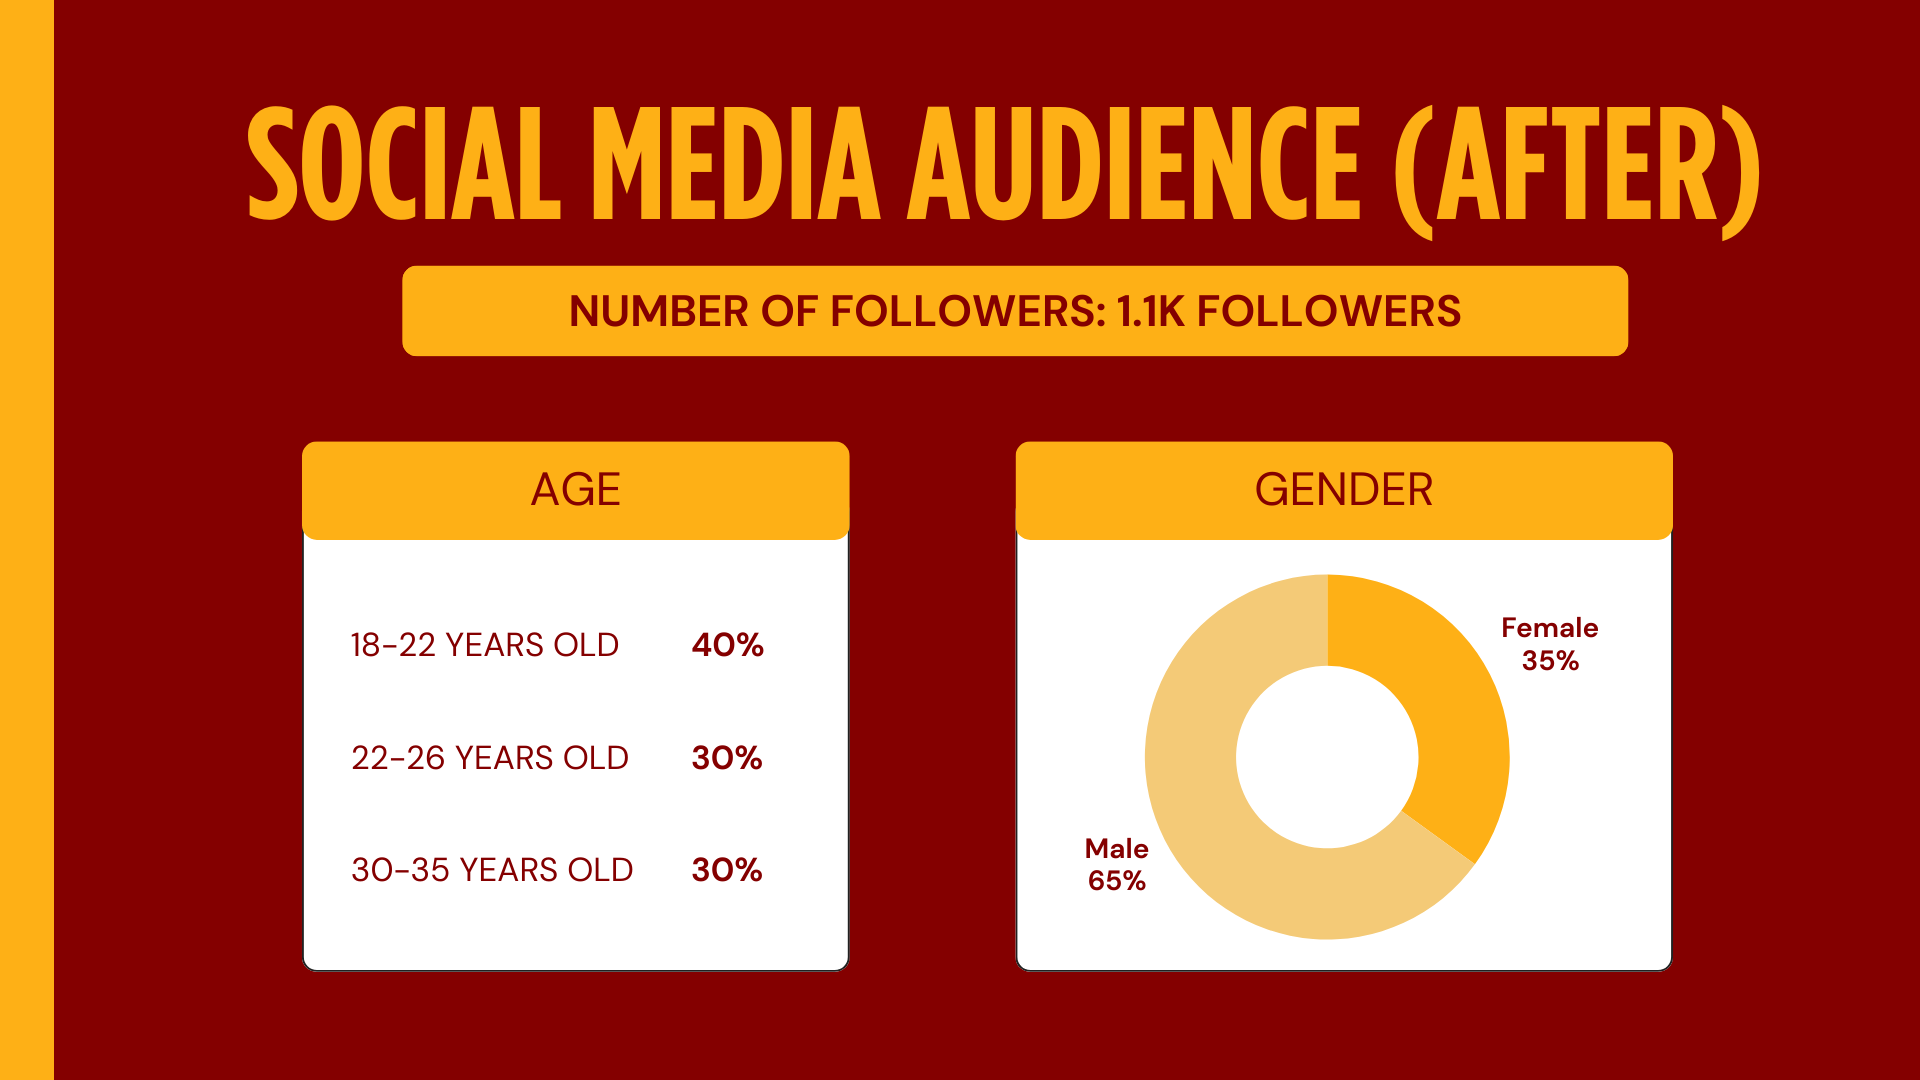 SOCIAL MEDIA AUDIENCE (AFTER)
NUMBER OF FOLLOWERS: 1.1K FOLLOWERS
AGE
18-22 YEARS OLD 40%
22-26 YEARS OLD 30%
30-35 YEARS OLD 30%
GENDER
Female
35%
Male
65%